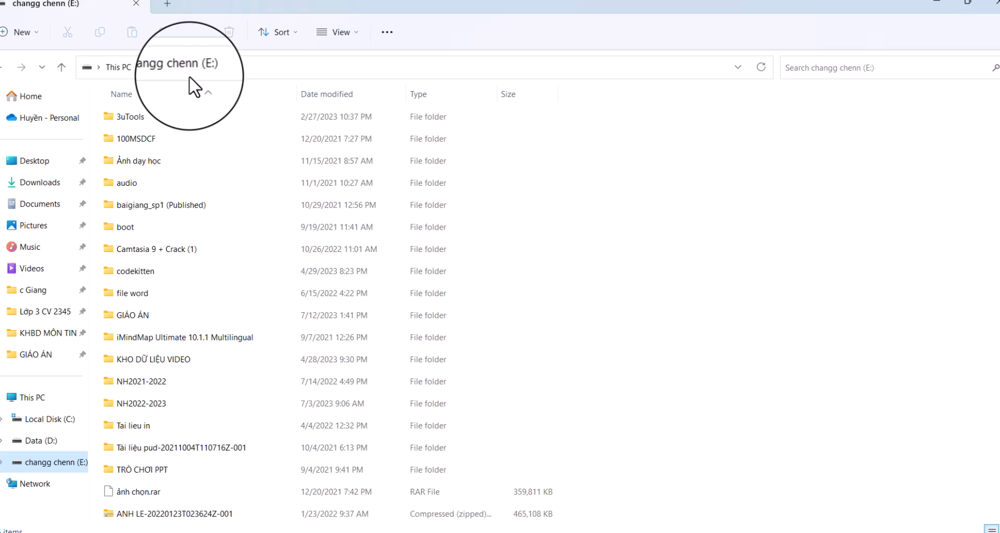 changg chenn (E:)
New
Sort
View
This PC
angg chenn (E:)
Search changg chenn (E:)
Name
Date modified
Type
Size
Home
Huyền - Personal
Desktop
Downloads
Documents
Pictures
Music
Videos
c Giang
Lớp 3 CV 2345
KHBD MÔN TIN
GIÁO ÁN
This PC
Local Disk (C:)
Data (D:)
changg chenn (E:)
Network
3uTools 2/27/2023 10:37 PM File folder
100MSDCF 12/20/2021 7:27 PM File folder
Ảnh dạy học 11/15/2021 8:57 AM File folder
audio 11/1/2021 10:27 AM File folder
baigiang_sp1 (Published) 10/29/2021 12:56 PM File folder
boot 9/19/2021 11:41 AM File folder
Camtasia 9 + Crack (1) 10/26/2022 11:01 AM File folder
codekitten 4/29/2023 8:23 PM File folder
file word 6/15/2022 4:22 PM File folder
GIÁO ÁN 7/12/2023 1:41 PM File folder
iMindMap Ultimate 10.1.1 Multilingual 9/7/2021 12:26 PM File folder
KHO DỮ LIỆU VIDEO 4/28/2023 9:30 PM File folder
NH2021-2022 7/14/2022 4:49 PM File folder
NH2022-2023 7/3/2023 9:06 AM File folder
Tai lieu in 4/4/2022 12:32 PM File folder
Tài liệu pud-20211004T110716Z-001 10/4/2021 6:13 PM File folder
TRÒ CHƠI PPT 9/4/2021 9:41 PM File folder
ảnh chọn.rar 12/20/2021 7:42 PM RAR File 359,811 KB
ANH LE-20220123T023624Z-001 1/23/2022 9:37 AM Compressed (zipped)... 465,108 KB
items